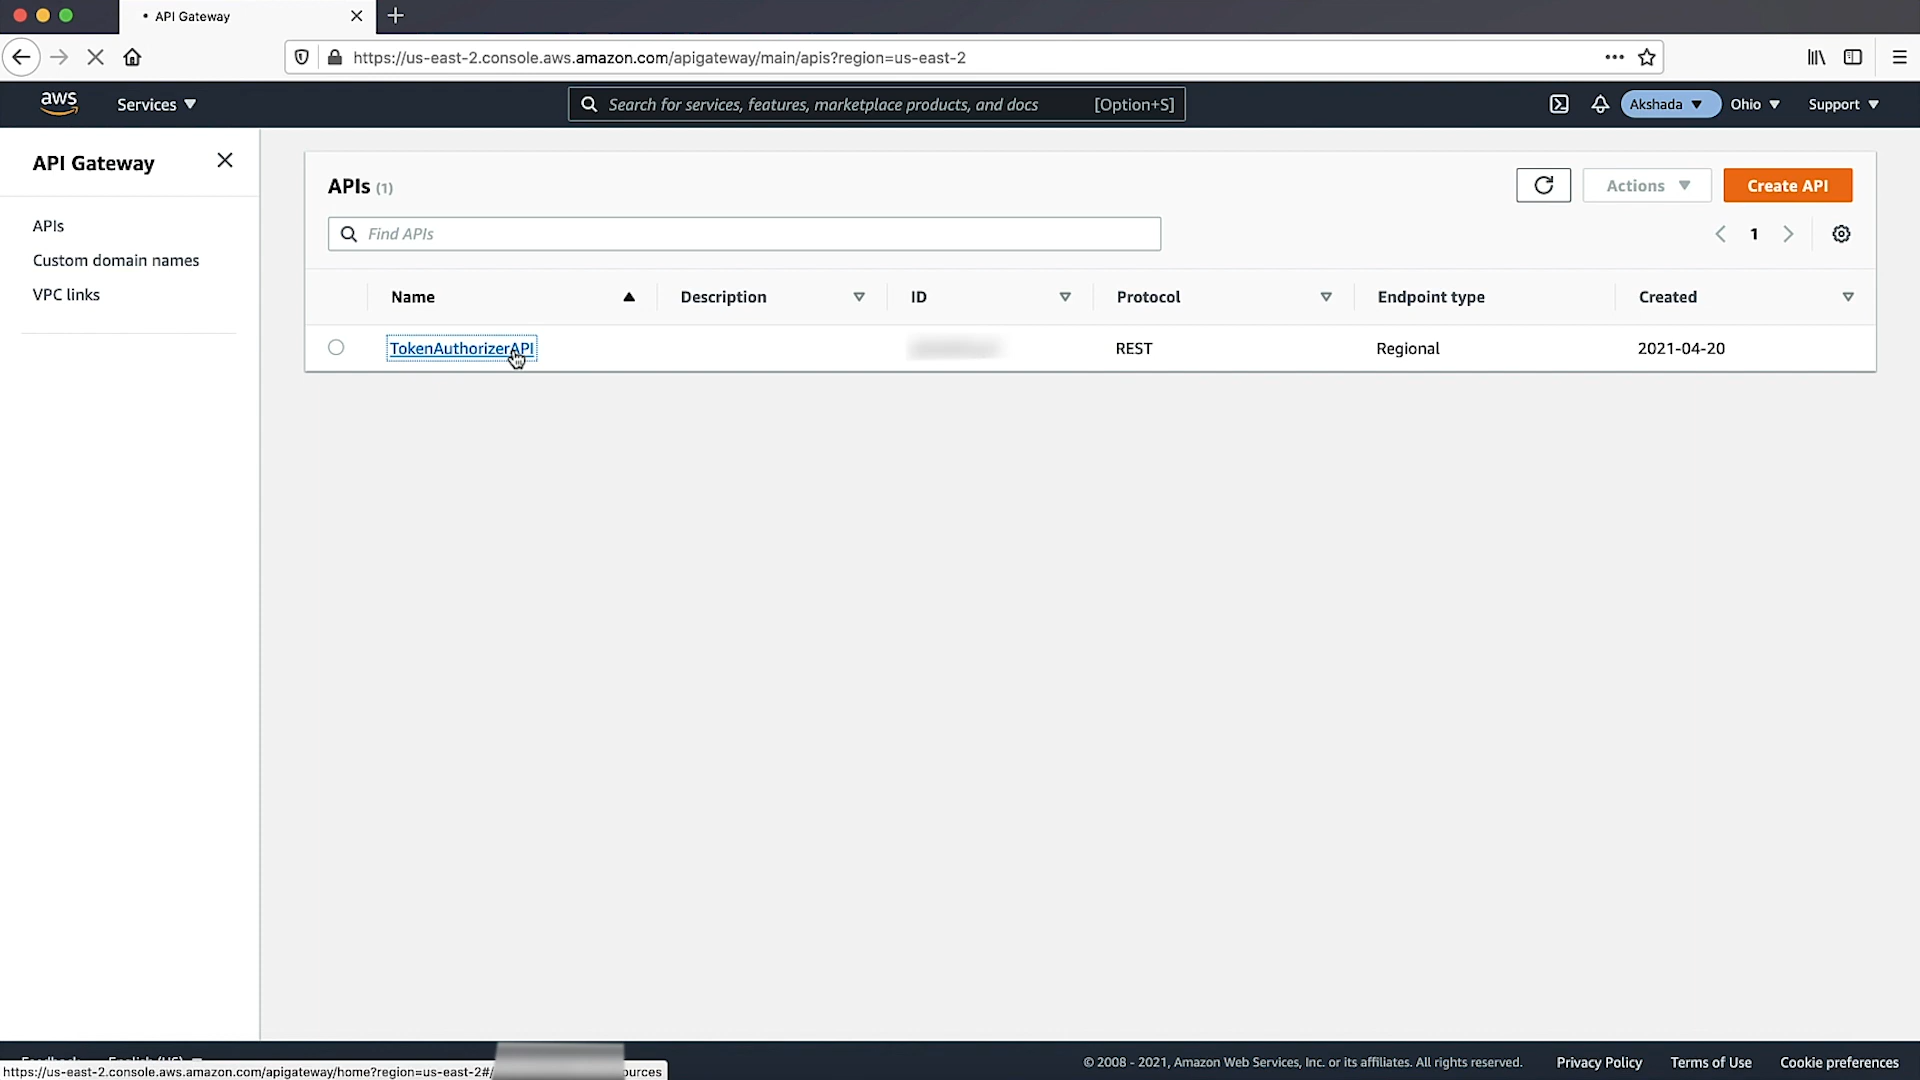 API Gateway
https://us-east-2.console.aws.amazon.com/apigateway/main/apis?region=us-east-2
aws
Services
Search for services, features, marketplace products, and docs [Option+S]
Akshada
Ohio
Support
API Gateway
APIs
Custom domain names
VPC links
APIs (1)
Actions
Create API
Find APIs
1
Name
Description
ID
Protocol
Endpoint type
Created
TokenAuthorizerAPI
REST
Regional
2021-04-20
© 2008 - 2021, Amazon Web Services, Inc. or its affiliates. All rights reserved.
Privacy Policy
Terms of Use
Cookie preferences
https://us-east-2.console.aws.amazon.com/apigateway/home?region=us-east-2#/
ources